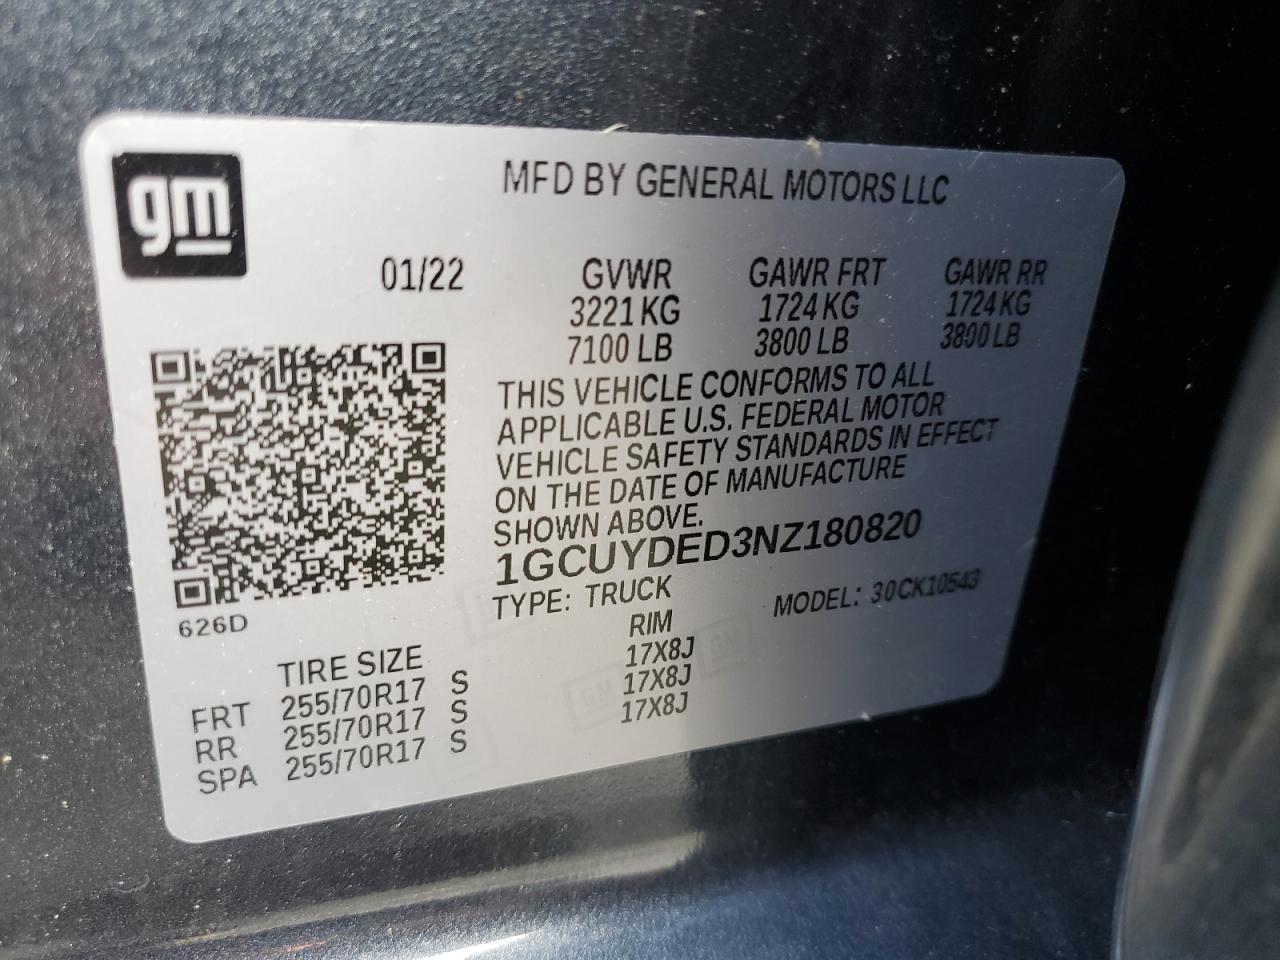 gm
MFD BY GENERAL MOTORS LLC
01/22 GVWR GAWR FRT GAWR RR
3221 KG 1724 KG 1724 KG
7100 LB 3800 LB 3800 LB
THIS VEHICLE CONFORMS TO ALL
APPLICABLE U.S. FEDERAL MOTOR
VEHICLE SAFETY STANDARDS IN EFFECT
ON THE DATE OF MANUFACTURE
SHOWN ABOVE.
1GCUYDED3NZ180820
TYPE: TRUCK MODEL: 30CK10543
626D
TIRE SIZE RIM
FRT 255/70R17 S 17X8J
RR 255/70R17 S 17X8J
SPA 255/70R17 S 17X8J
GM
GM